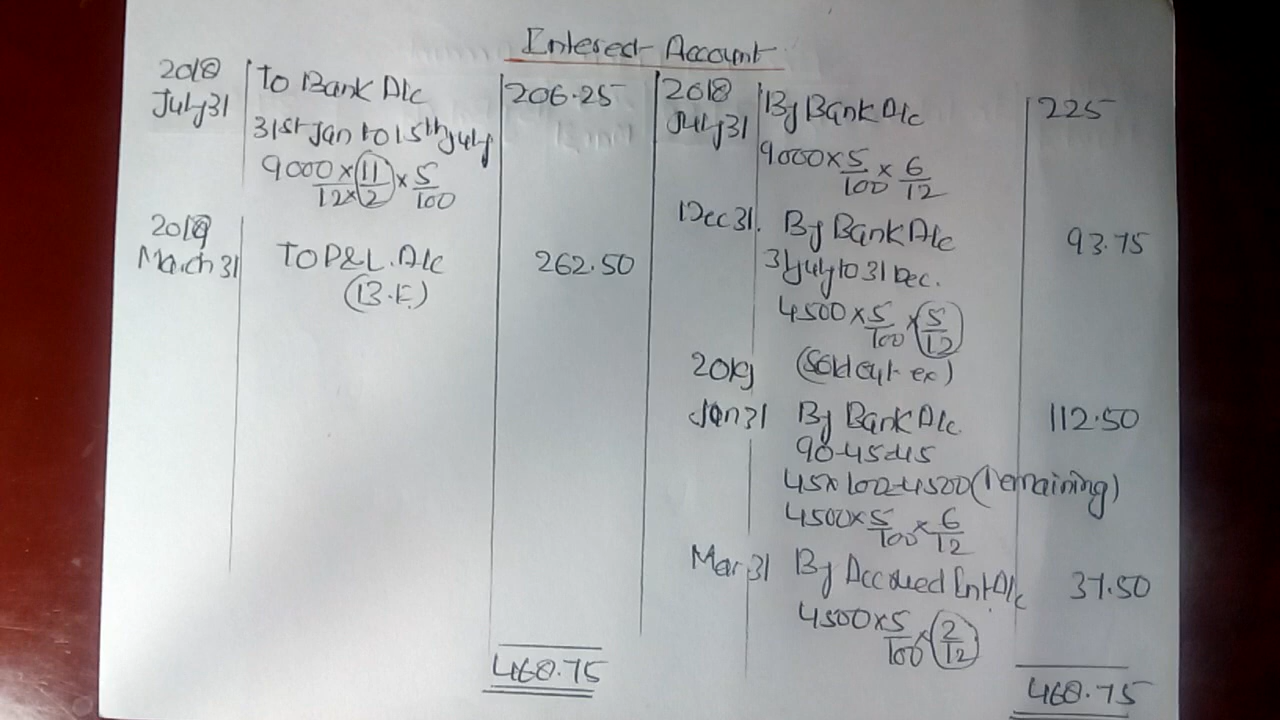 Interest Account
2018
July 31
To Bank A/c
31st Jan to 15th July
9000 × 11/12×2 × 5/100
206.25
2019
March 31
To P&L. A/c
(B.F)
262.50
468.75
2018
July 31
By Bank A/c
9000 × 5/100 × 6/12
225
Dec 31.
By Bank A/c
31 July to 31 Dec.
4500 × 5/100 × 5/12
(Sold cut ex)
93.75
2019
Jan 31
By Bank A/c.
90-45=45
45×100=4500 (remaining)
4500×5/100 × 6/12
112.50
Mar 31
By Accrued Int A/c
4500×5/100 × 2/12
37.50
468.75